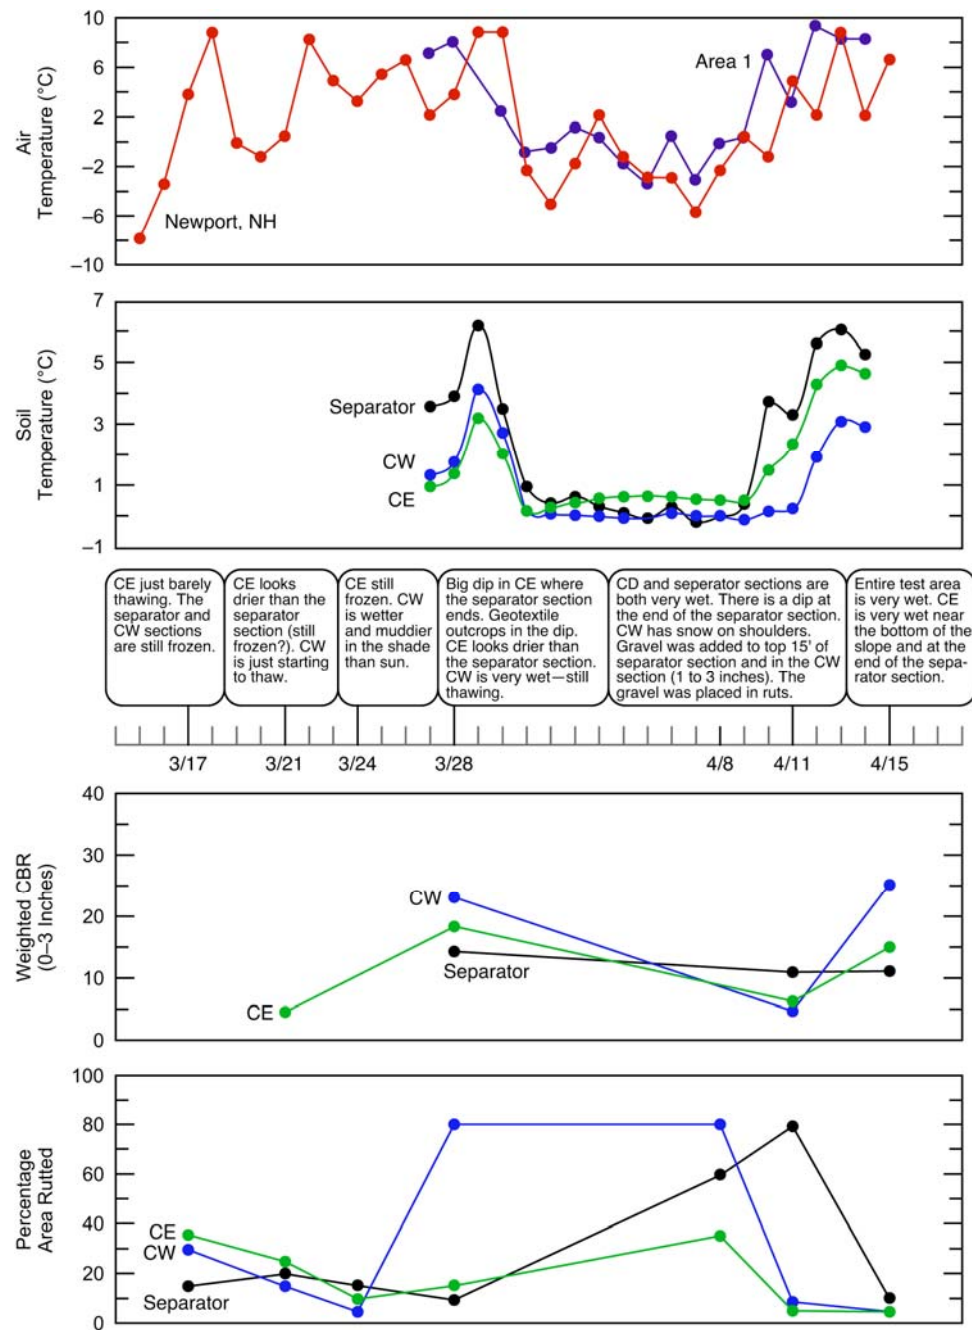 10
6
2
−2
−6
−10
Air
Temperature (°C)
Area 1
Newport, NH
7
5
3
1
−1
Soil
Temperature (°C)
Separator
CW
CE
CE just barely
thawing. The
separator and
CW sections
are still frozen.
CE looks
drier than the
separator
section (still
frozen?). CW
is just starting
to thaw.
CE still
frozen. CW
is wetter
and muddier
in the shade
than sun.
Big dip in CE where
the separator section
ends. Geotextile
outcrops in the dip.
CE looks drier than
the separator section.
CW is very wet—still
thawing.
CD and seperator sections are
both very wet. There is a dip at
the end of the separator section.
CW has snow on shoulders.
Gravel was added to top 15' of
separator section and in the CW
section (1 to 3 inches). The
gravel was placed in ruts.
Entire test area
is very wet. CE
is very wet near
the bottom of the
slope and at the
end of the sepa-
rator section.
3/17 3/21 3/24 3/28 4/8 4/11 4/15
40
30
20
10
0
Weighted CBR
(0–3 Inches)
CW
Separator
CE
100
80
60
40
20
0
Percentage
Area Rutted
CE
CW
Separator